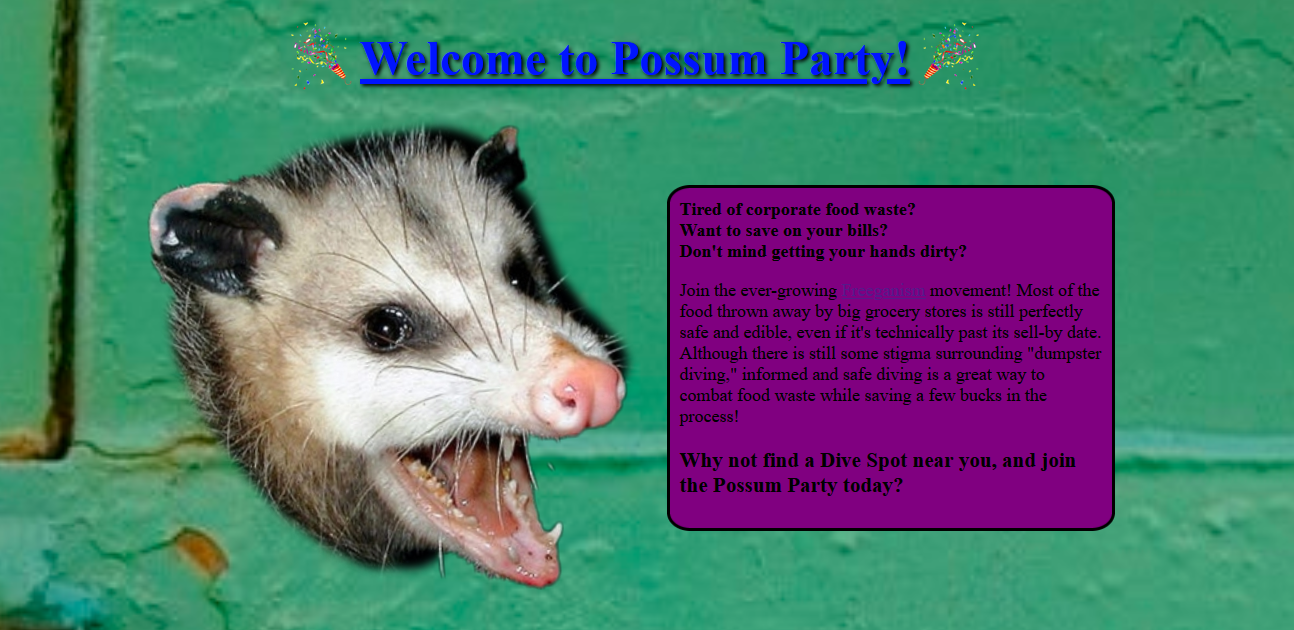 Welcome to Possum Party!
Tired of corporate food waste?
Want to save on your bills?
Don't mind getting your hands dirty?
Join the ever-growing Freeganism movement! Most of the
food thrown away by big grocery stores is still perfectly
safe and edible, even if it's technically past its sell-by date.
Although there is still some stigma surrounding "dumpster
diving," informed and safe diving is a great way to
combat food waste while saving a few bucks in the
process!
Why not find a Dive Spot near you, and join
the Possum Party today?